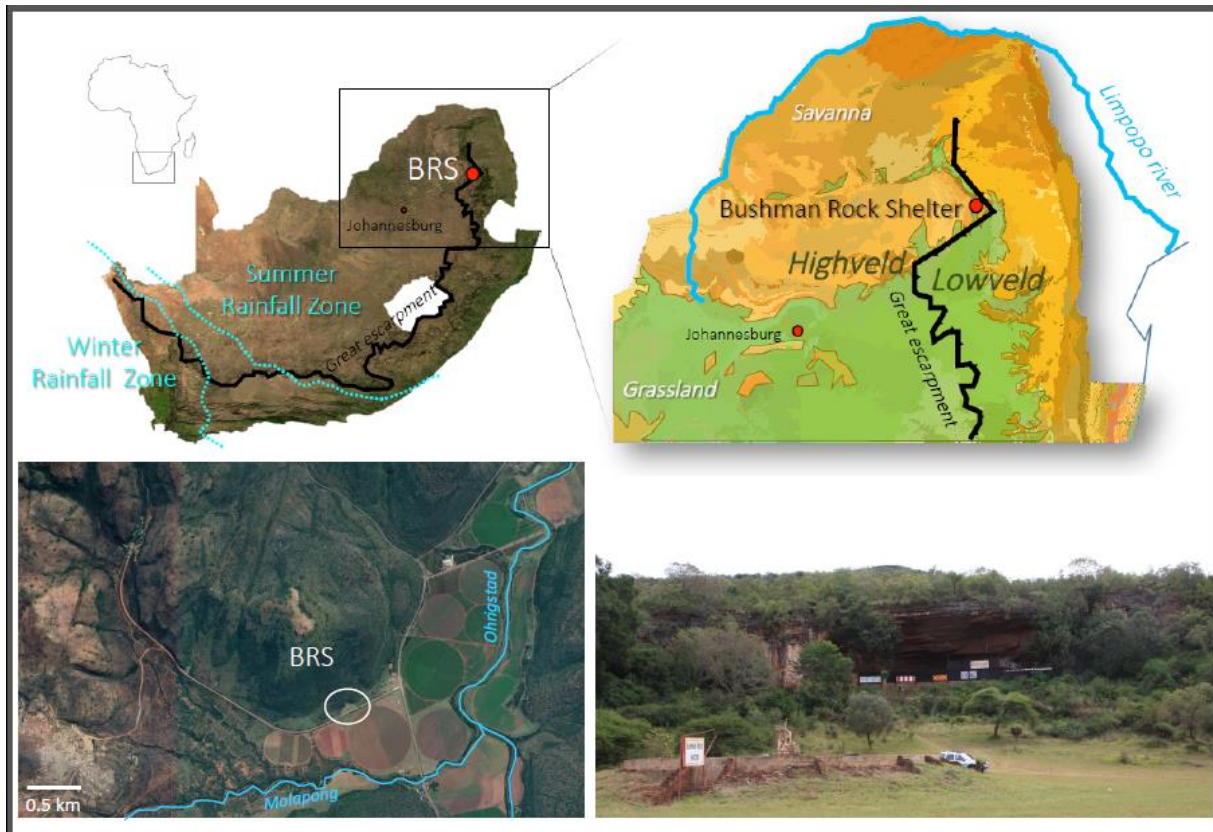 BRS
Johannesburg
Summer
Rainfall Zone
Great escarpment
Winter
Rainfall Zone
Savanna
Limpopo river
Bushman Rock Shelter
Highveld
Lowveld
Johannesburg
Great escarpment
Grassland
BRS
Ohrigstad
Molapong
0.5 km